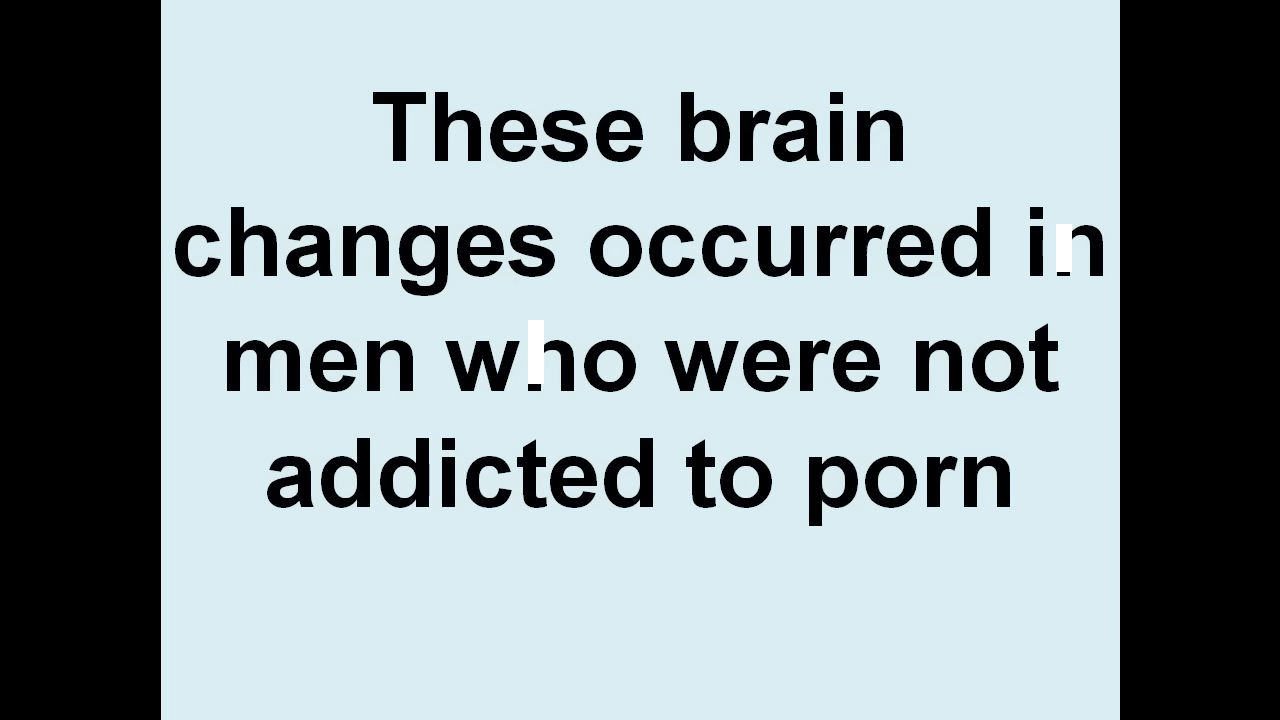 These brain
changes occurred in
men who were not
addicted to porn